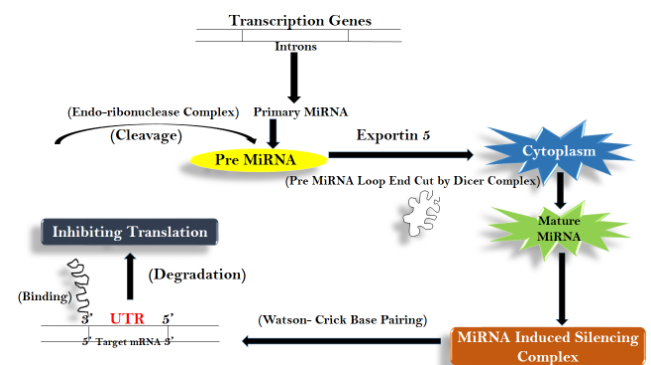 Transcription Genes
Introns
(Endo-ribonuclease Complex)
Primary MiRNA
(Cleavage)
Exportin 5
Cytoplasm
Pre MiRNA
(Pre MiRNA Loop End Cut by Dicer Complex)
Mature
MiRNA
Inhibiting Translation
(Degradation)
(Binding)
3' UTR 5'
(Watson- Crick Base Pairing)
5' Target mRNA 3'
MiRNA Induced Silencing
Complex